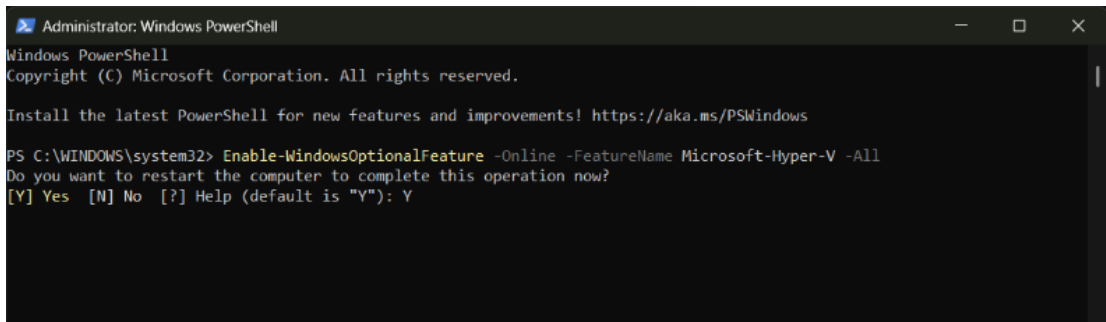 Administrator: Windows PowerShell
Windows PowerShell
Copyright (C) Microsoft Corporation. All rights reserved.
Install the latest PowerShell for new features and improvements! https://aka.ms/PSWindows
PS C:\WINDOWS\system32> Enable-WindowsOptionalFeature -Online -FeatureName Microsoft-Hyper-V -All
Do you want to restart the computer to complete this operation now?
[Y] Yes  [N] No  [?] Help (default is "Y"): Y